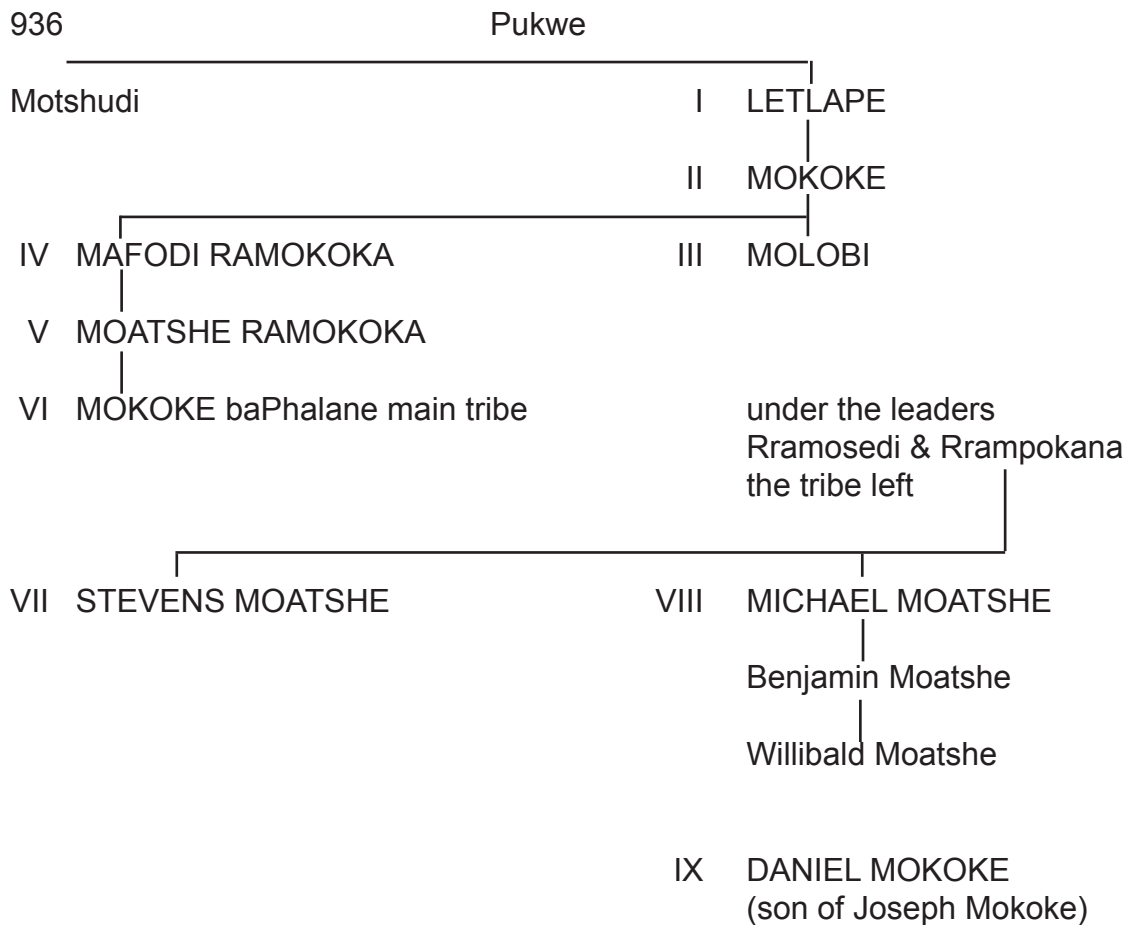 936 Pukwe
Motshudi I LETLAPE
II MOKOKE
IV MAFODI RAMOKOKA III MOLOBI
V MOATSHE RAMOKOKA
VI MOKOKE baPhalane main tribe under the leaders
Rramosedi & Rrampokana
the tribe left
VII STEVENS MOATSHE VIII MICHAEL MOATSHE
Benjamin Moatshe
Willibald Moatshe
IX DANIEL MOKOKE
(son of Joseph Mokoke)